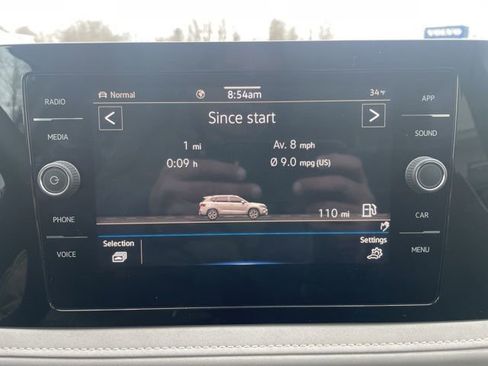 VOLVO
RADIO
MEDIA
PHONE
VOICE
Normal
8:54am
34 °F
<
Since start
>
1 mi
Av. 8 mph
0:09 h
Ø 9.0 mpg (US)
110 mi
Selection
Settings
APP
SOUND
CAR
MENU